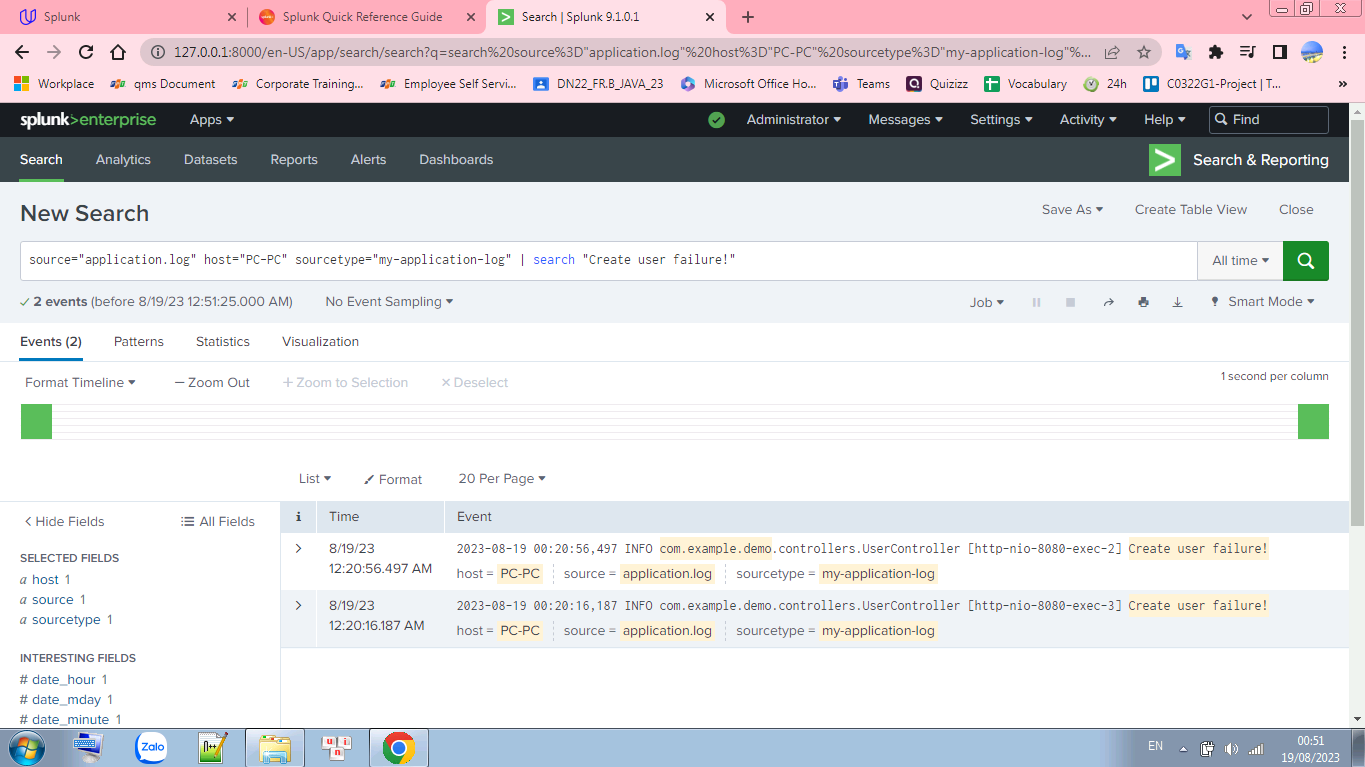 Splunk
Splunk Quick Reference Guide
Search | Splunk 9.1.0.1
127.0.0.1:8000/en-US/app/search/search?q=search%20source%3D"application.log"%20host%3D"PC-PC"%20sourcetype%3D"my-application-log"%...
Workplace
qms Document
Corporate Training...
Employee Self Servi...
DN22_FR.B_JAVA_23
Microsoft Office Ho...
Teams
Quizizz
Vocabulary
24h
C0322G1-Project | T...
»
splunk>enterprise
Apps
Administrator
Messages
Settings
Activity
Help
Find
Search
Analytics
Datasets
Reports
Alerts
Dashboards
Search & Reporting
New Search
Save As
Create Table View
Close
source="application.log" host="PC-PC" sourcetype="my-application-log" | search "Create user failure!"
All time
2 events (before 8/19/23 12:51:25.000 AM)
No Event Sampling
Job
Smart Mode
Events (2)
Patterns
Statistics
Visualization
Format Timeline
— Zoom Out
+ Zoom to Selection
× Deselect
1 second per column
List
Format
20 Per Page
< Hide Fields
All Fields
i
Time
Event
SELECTED FIELDS
a host 1
a source 1
a sourcetype 1
INTERESTING FIELDS
# date_hour 1
# date_mday 1
# date_minute 1
8/19/23
12:20:56.497 AM
2023-08-19 00:20:56,497 INFO com.example.demo.controllers.UserController [http-nio-8080-exec-2] Create user failure!
host = PC-PC
source = application.log
sourcetype = my-application-log
8/19/23
12:20:16.187 AM
2023-08-19 00:20:16,187 INFO com.example.demo.controllers.UserController [http-nio-8080-exec-3] Create user failure!
host = PC-PC
source = application.log
sourcetype = my-application-log
Zalo
N++
u n i n
EN
00:51
19/08/2023